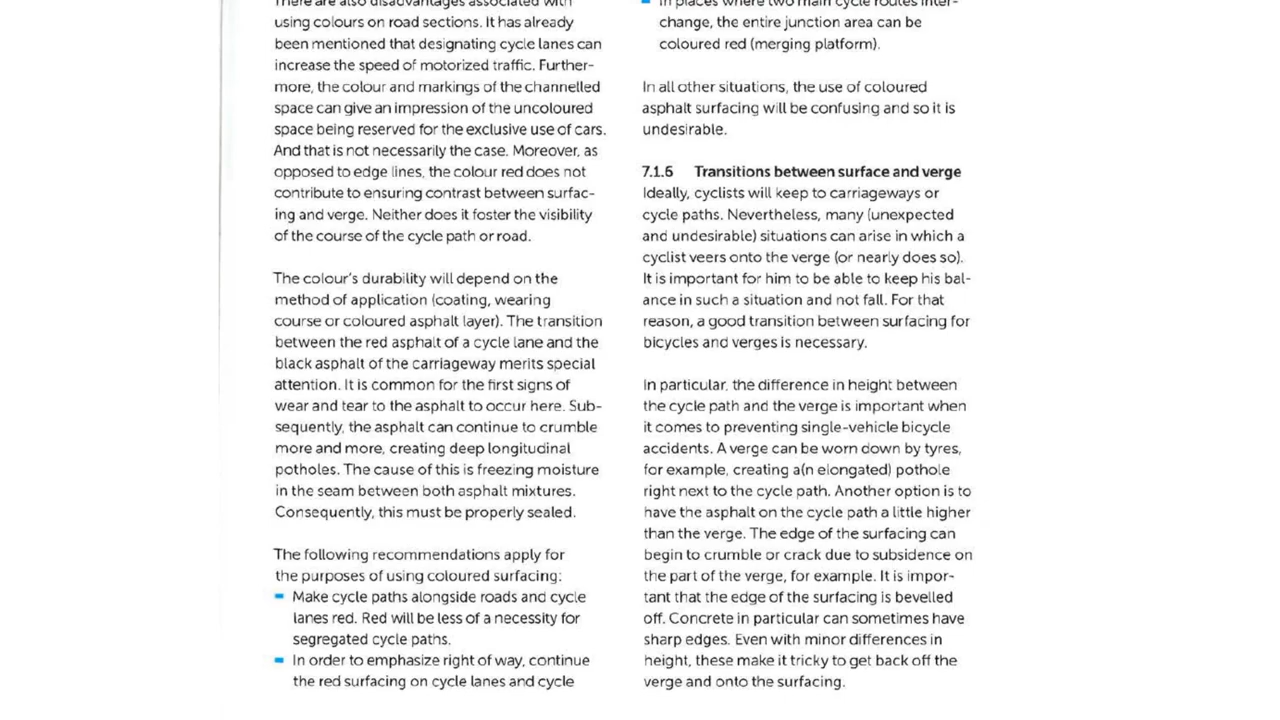 There are also disadvantages associated with
using colours on road sections. It has already
been mentioned that designating cycle lanes can
increase the speed of motorized traffic. Further-
more, the colour and markings of the channelled
space can give an impression of the uncoloured
space being reserved for the exclusive use of cars.
And that is not necessarily the case. Moreover, as
opposed to edge lines, the colour red does not
contribute to ensuring contrast between surfac-
ing and verge. Neither does it foster the visibility
of the course of the cycle path or road.
The colour's durability will depend on the
method of application (coating, wearing
course or coloured asphalt layer). The transition
between the red asphalt of a cycle lane and the
black asphalt of the carriageway merits special
attention. It is common for the first signs of
wear and tear to the asphalt to occur here. Sub-
sequently, the asphalt can continue to crumble
more and more, creating deep longitudinal
potholes. The cause of this is freezing moisture
in the seam between both asphalt mixtures.
Consequently, this must be properly sealed.
The following recommendations apply for
the purposes of using coloured surfacing:
- Make cycle paths alongside roads and cycle
lanes red. Red will be less of a necessity for
segregated cycle paths.
- In order to emphasize right of way, continue
the red surfacing on cycle lanes and cycle
- In places where two main cycle routes inter-
change, the entire junction area can be
coloured red (merging platform).
In all other situations, the use of coloured
asphalt surfacing will be confusing and so it is
undesirable.
7.1.6 Transitions between surface and verge
Ideally, cyclists will keep to carriageways or
cycle paths. Nevertheless, many (unexpected
and undesirable) situations can arise in which a
cyclist veers onto the verge (or nearly does so).
It is important for him to be able to keep his bal-
ance in such a situation and not fall. For that
reason, a good transition between surfacing for
bicycles and verges is necessary.
In particular, the difference in height between
the cycle path and the verge is important when
it comes to preventing single-vehicle bicycle
accidents. A verge can be worn down by tyres,
for example, creating a(n elongated) pothole
right next to the cycle path. Another option is to
have the asphalt on the cycle path a little higher
than the verge. The edge of the surfacing can
begin to crumble or crack due to subsidence on
the part of the verge, for example. It is impor-
tant that the edge of the surfacing is bevelled
off. Concrete in particular can sometimes have
sharp edges. Even with minor differences in
height, these make it tricky to get back off the
verge and onto the surfacing.